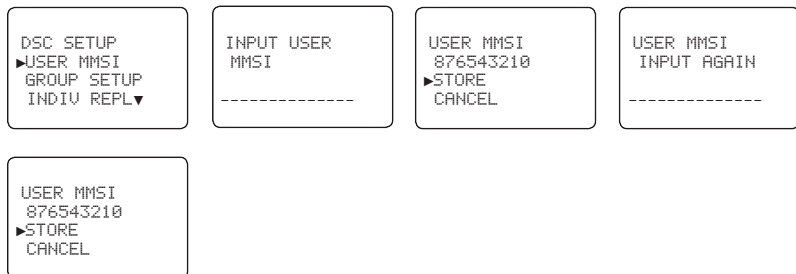 DSC SETUP
►USER MMSI
GROUP SETUP
INDIV REPL▼
INPUT USER
MMSI
--------------
USER MMSI
876543210
►STORE
CANCEL
USER MMSI
INPUT AGAIN
--------------
USER MMSI
876543210
►STORE
CANCEL